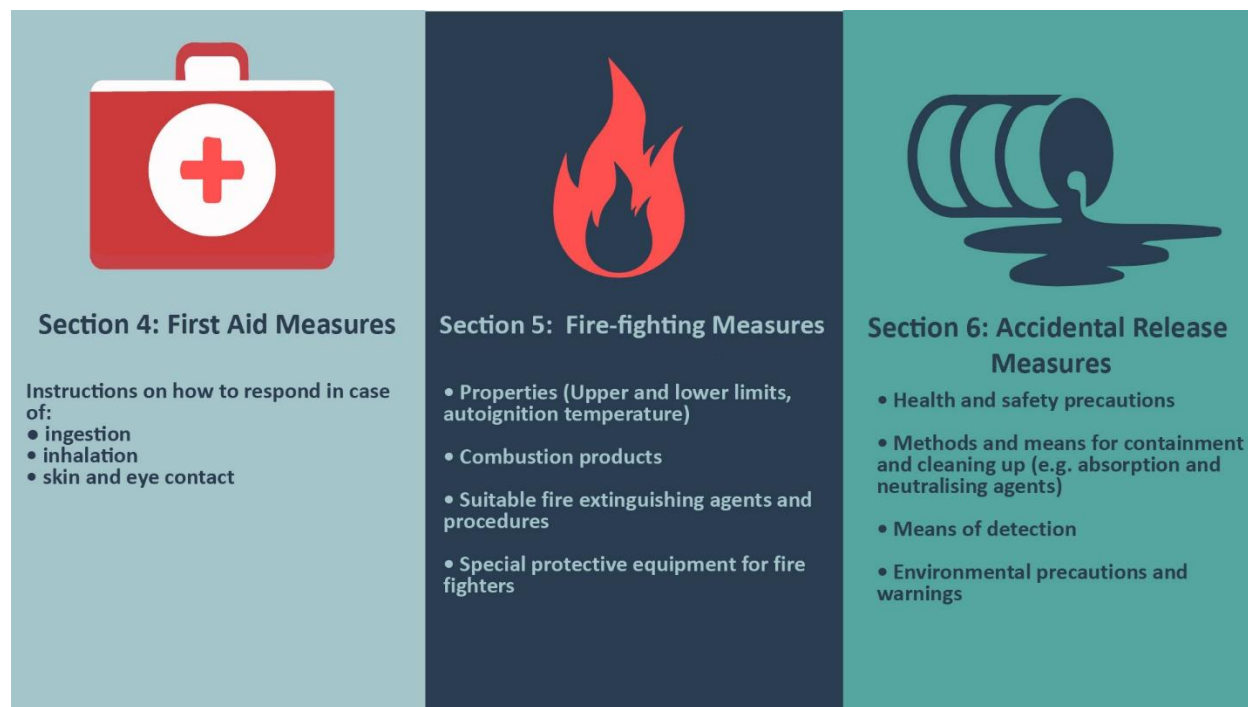 Section 4: First Aid Measures
Instructions on how to respond in case
of:
• ingestion
• inhalation
• skin and eye contact
Section 5: Fire-fighting Measures
• Properties (Upper and lower limits,
autoignition temperature)
• Combustion products
• Suitable fire extinguishing agents and
procedures
• Special protective equipment for fire
fighters
Section 6: Accidental Release
Measures
• Health and safety precautions
• Methods and means for containment
and cleaning up (e.g. absorption and
neutralising agents)
• Means of detection
• Environmental precautions and
warnings